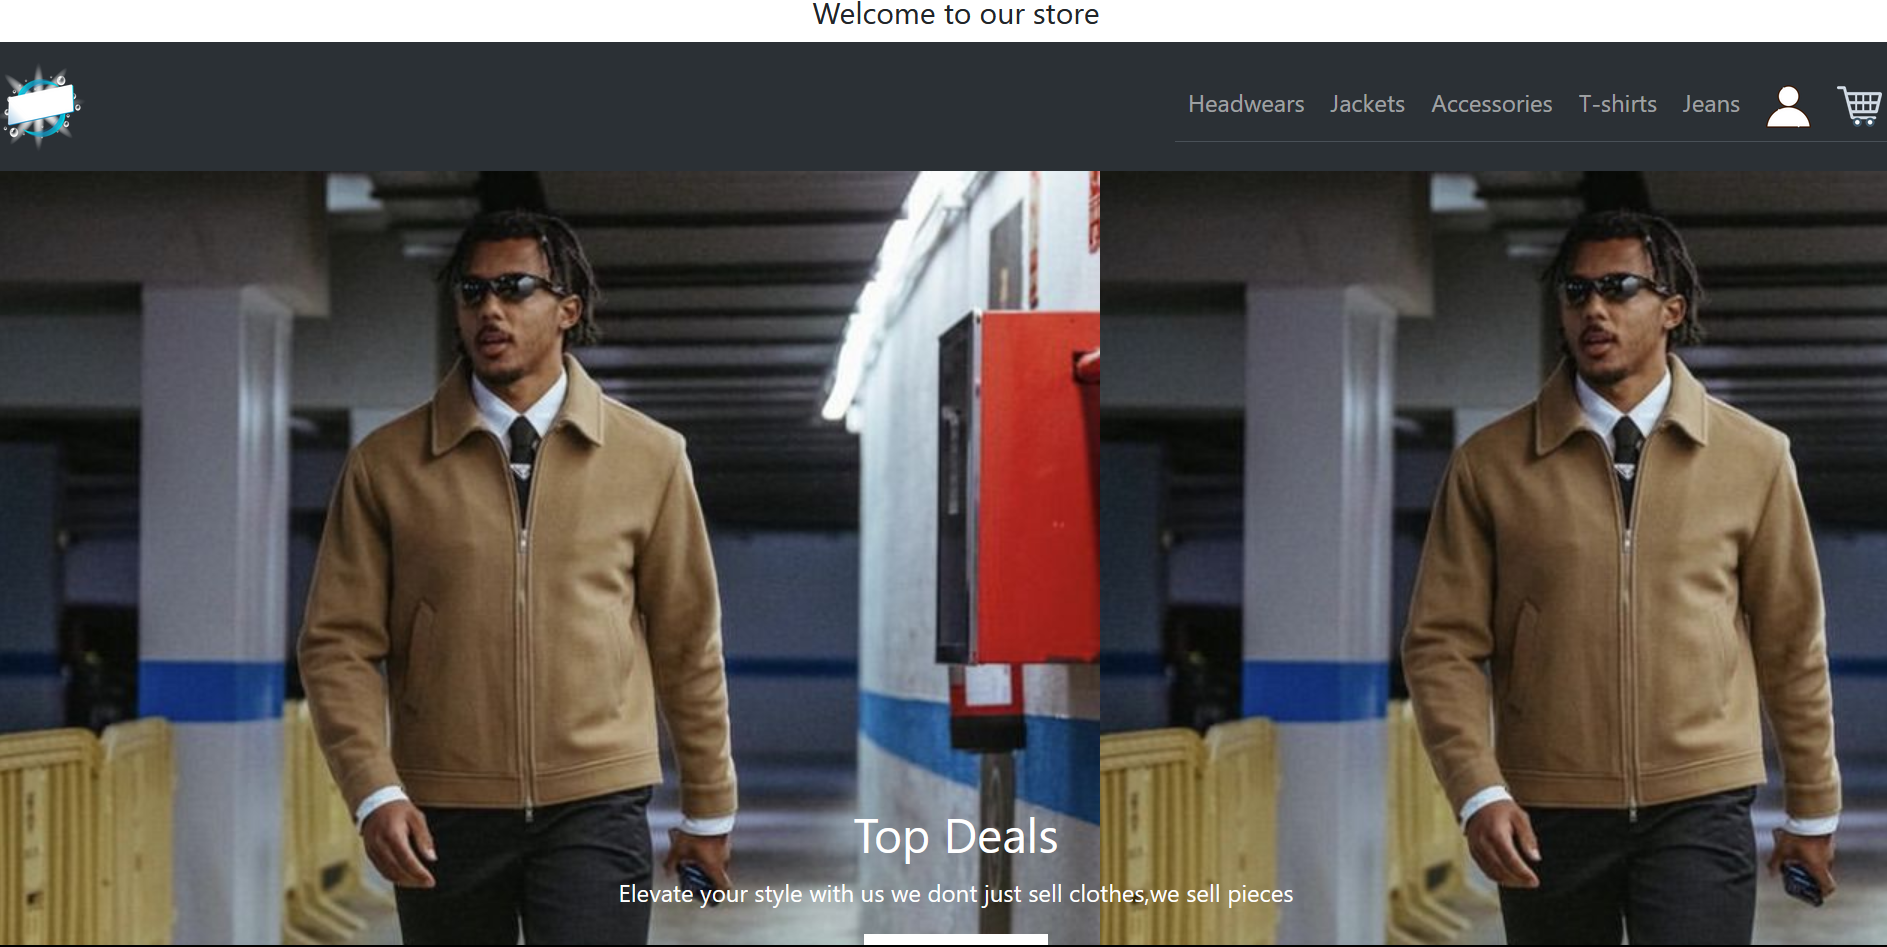 Welcome to our store
Headwears Jackets Accessories T-shirts Jeans
Top Deals
Elevate your style with us we dont just sell clothes,we sell pieces